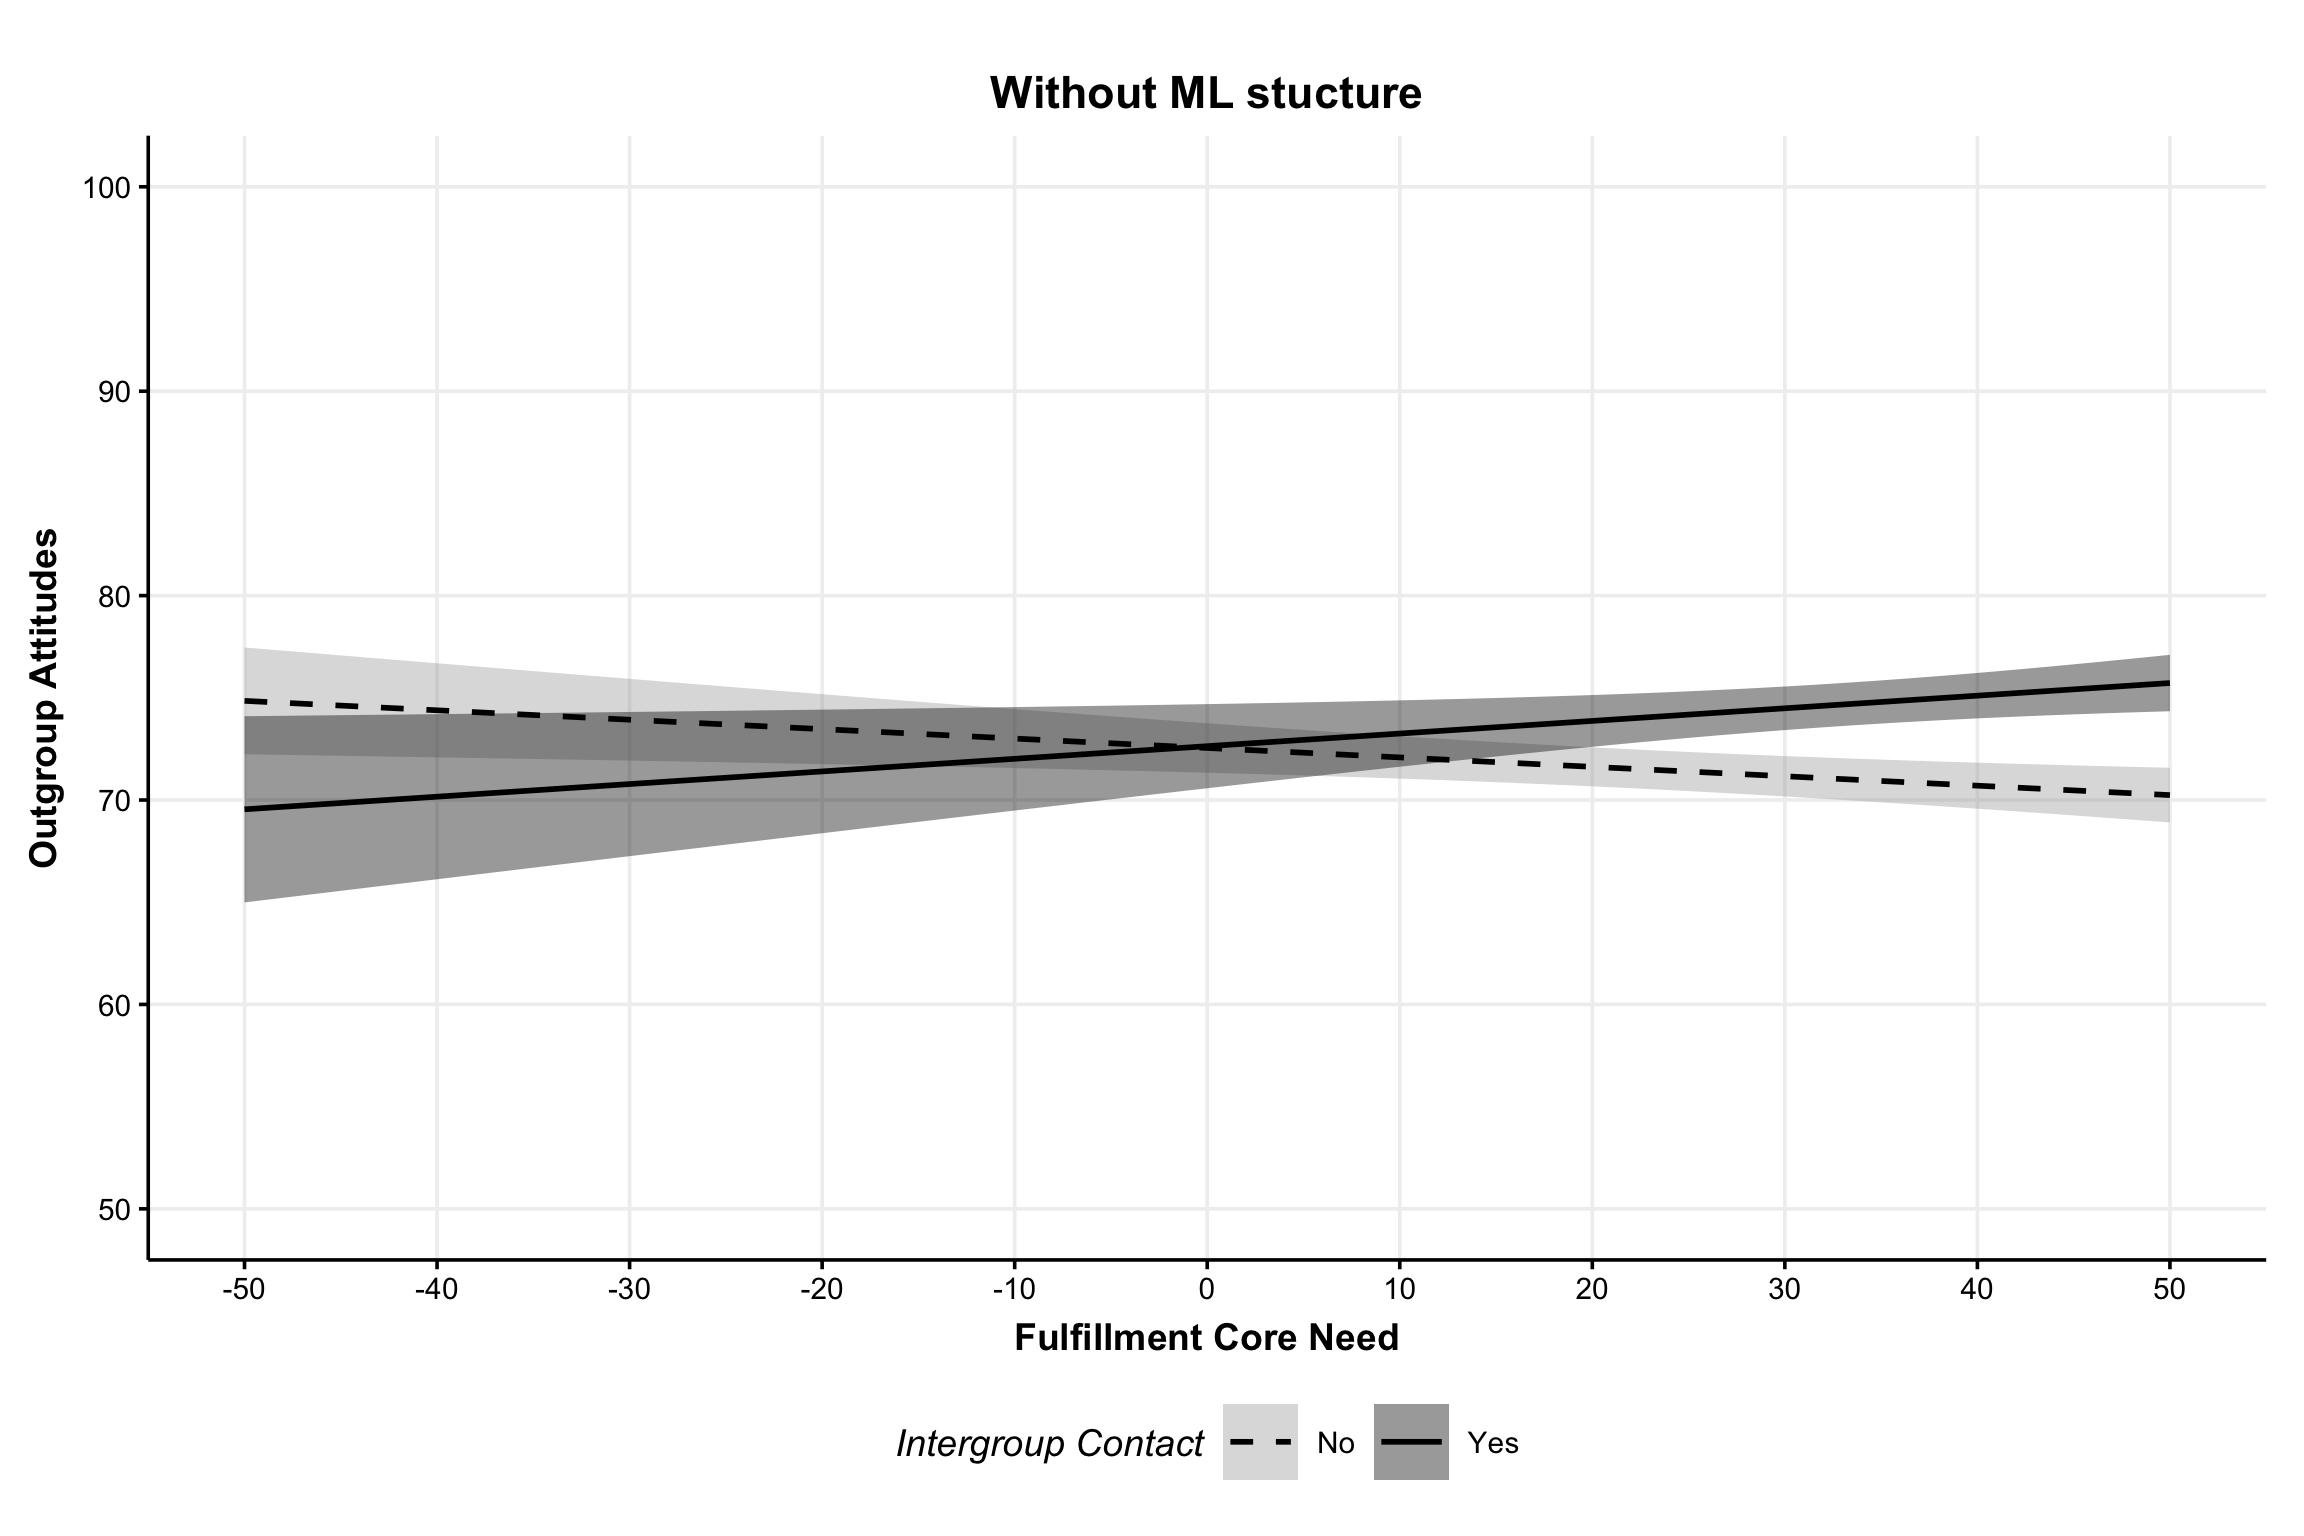 Without ML stucture
Outgroup Attitudes
100
90
80
70
60
50
-50 -40 -30 -20 -10 0 10 20 30 40 50
Fulfillment Core Need
Intergroup Contact No Yes